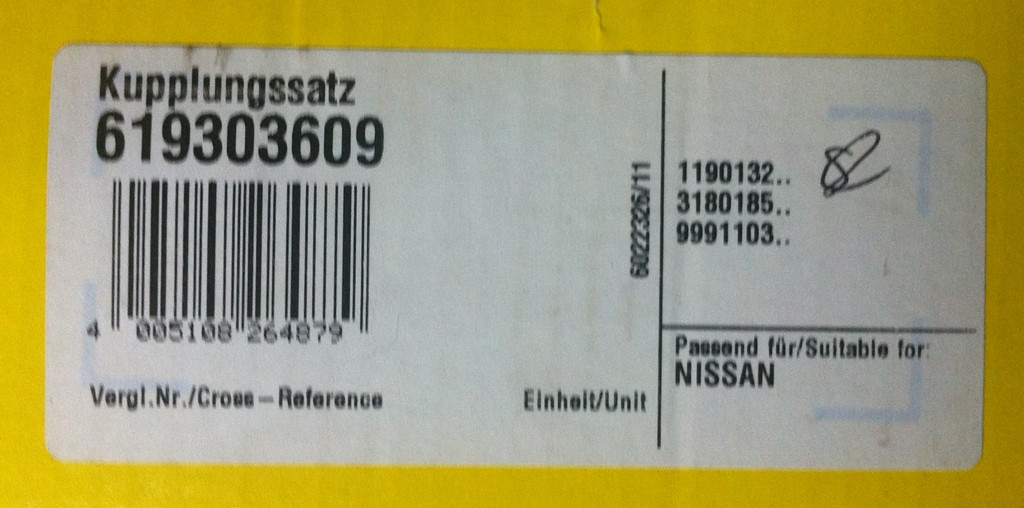 Kupplungssatz
619303609
4 005108 264879
Vergl.Nr./Cross-Reference
Einheit/Unit
60222326/11
1190132..
3180185..
9991103..
Passend für/Suitable for:
NISSAN